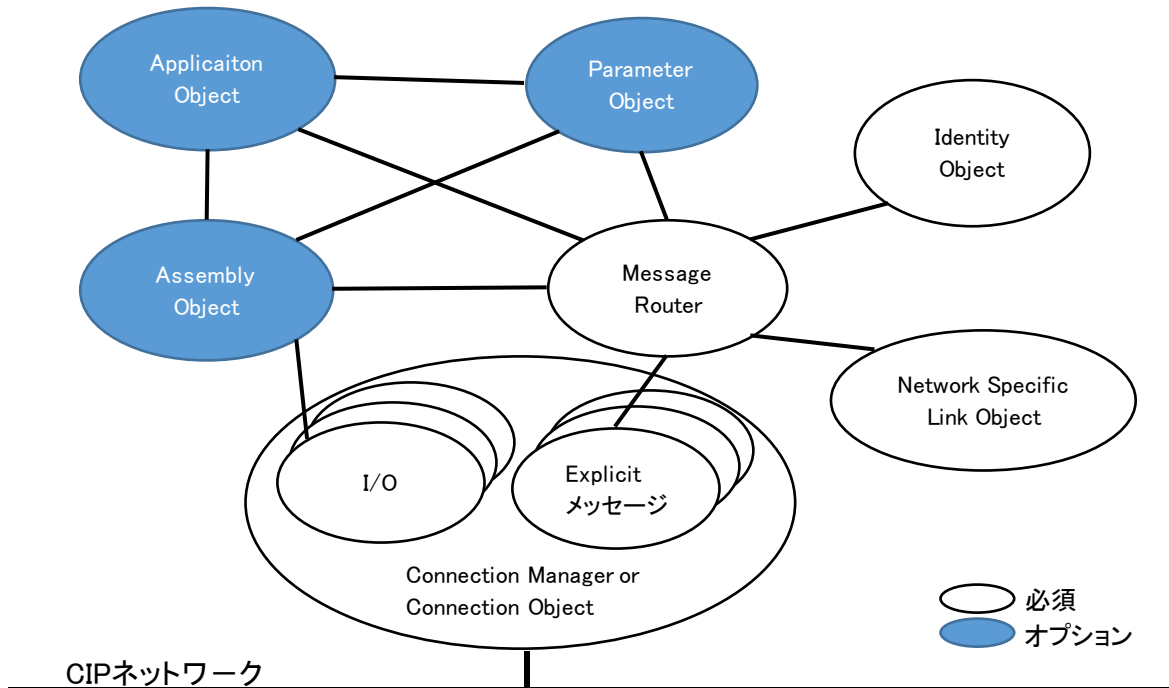 Applicaiton
Object
Parameter
Object
Identity
Object
Assembly
Object
Message
Router
Network Specific
Link Object
I/O
Explicit
メッセージ
Connection Manager or
Connection Object
必須
オプション
CIPネットワーク